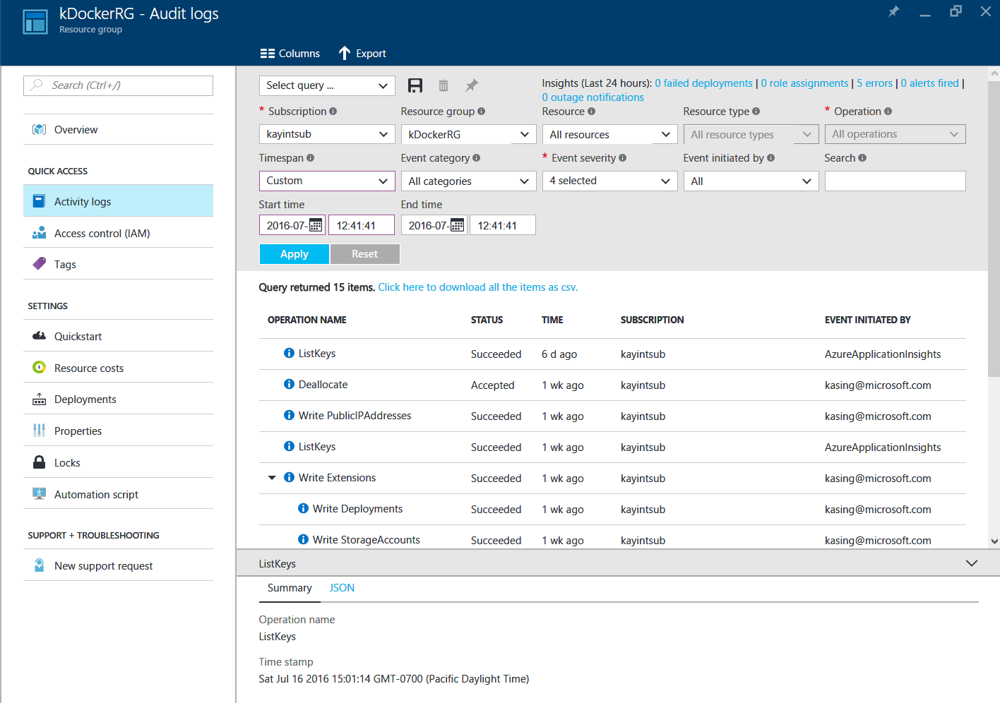 kDockerRG - Audit logs
Resource group
Columns Export
Search (Ctrl+/)
Overview
QUICK ACCESS
Activity logs
Access control (IAM)
Tags
SETTINGS
Quickstart
Resource costs
Deployments
Properties
Locks
Automation script
SUPPORT + TROUBLESHOOTING
New support request
Select query ...
Insights (Last 24 hours): 0 failed deployments | 0 role assignments | 5 errors | 0 alerts fired |
0 outage notifications
* Subscription Resource group Resource Resource type * Operation
kayintsub kDockerRG All resources All resource types All operations
Timespan Event category * Event severity Event initiated by Search
Custom All categories 4 selected All
Start time End time
2016-07- 12:41:41 2016-07- 12:41:41
Apply Reset
Query returned 15 items. Click here to download all the items as csv.
OPERATION NAME STATUS TIME SUBSCRIPTION EVENT INITIATED BY
ListKeys Succeeded 6 d ago kayintsub AzureApplicationInsights
Deallocate Accepted 1 wk ago kayintsub kasing@microsoft.com
Write PublicIPAddresses Succeeded 1 wk ago kayintsub kasing@microsoft.com
ListKeys Succeeded 1 wk ago kayintsub AzureApplicationInsights
Write Extensions Succeeded 1 wk ago kayintsub kasing@microsoft.com
Write Deployments Succeeded 1 wk ago kayintsub kasing@microsoft.com
Write StorageAccounts Succeeded 1 wk ago kayintsub kasing@microsoft.com
ListKeys
Summary JSON
Operation name
ListKeys
Time stamp
Sat Jul 16 2016 15:01:14 GMT-0700 (Pacific Daylight Time)